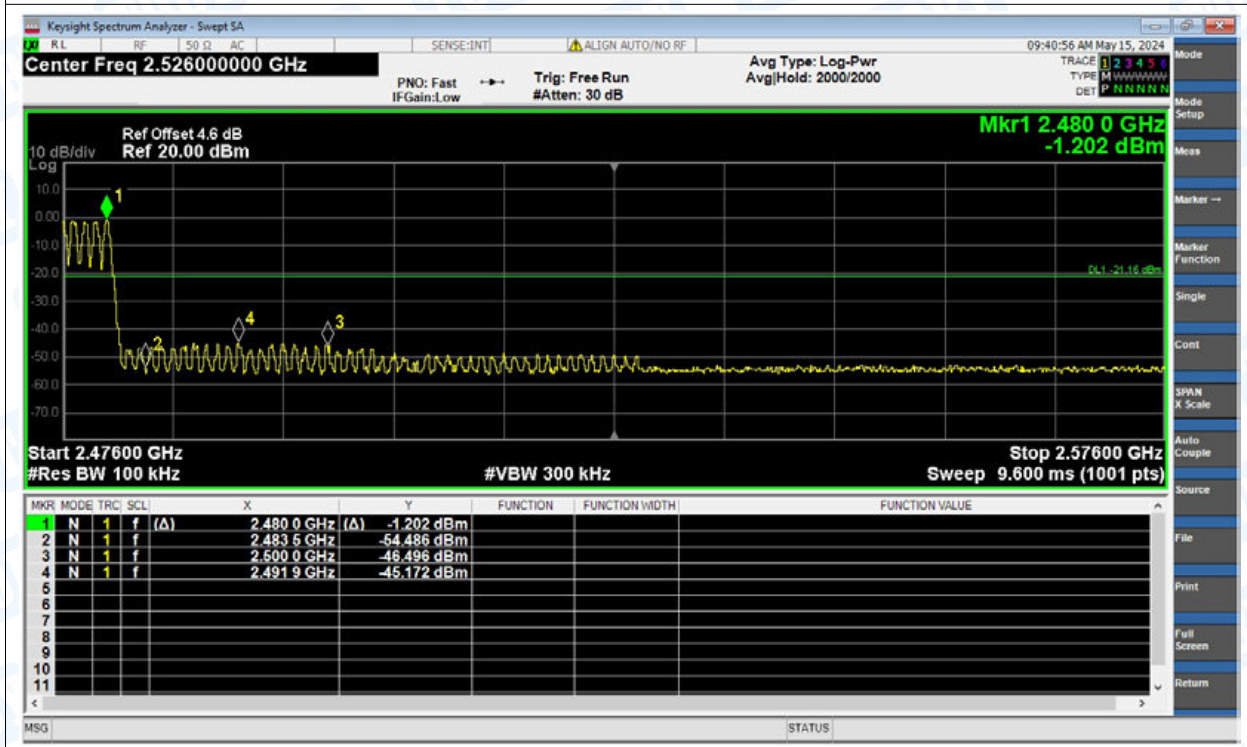 Keysight Spectrum Analyzer - Swept SA
RL RF 50 Ω AC SENSE:INT ALIGN AUTO/NO RF 09:40:56 AM May 15, 2024
Center Freq 2.526000000 GHz
PNO: Fast
IFGain:Low
Trig: Free Run
#Atten: 30 dB
Avg Type: Log-Pwr
Avg|Hold: 2000/2000
TRACE 1 2 3 4 5 6
TYPE M WWWWW
DET P N N N N N
Mkr1 2.480 0 GHz
-1.202 dBm
Ref Offset 4.6 dB
10 dB/div Ref 20.00 dBm
Log
10.0
0.00
-10.0
-20.0
-30.0
-40.0
-50.0
-60.0
-70.0
1
2
4
3
DL1 -21.16 dBm
Start 2.47600 GHz Stop 2.57600 GHz
#Res BW 100 kHz #VBW 300 kHz Sweep 9.600 ms (1001 pts)
MKR MODE TRC SCL X Y FUNCTION FUNCTION WIDTH FUNCTION VALUE
1 N 1 f (Δ) 2.480 0 GHz (Δ) -1.202 dBm
2 N 1 f 2.483 5 GHz -54.486 dBm
3 N 1 f 2.500 0 GHz -46.496 dBm
4 N 1 f 2.491 9 GHz -45.172 dBm
5
6
7
8
9
10
11
MSG STATUS
Mode
Mode
Setup
Meas
Marker →
Marker
Function
Single
Cont
SPAN
X Scale
Auto
Couple
Source
File
Print
Full
Screen
Return